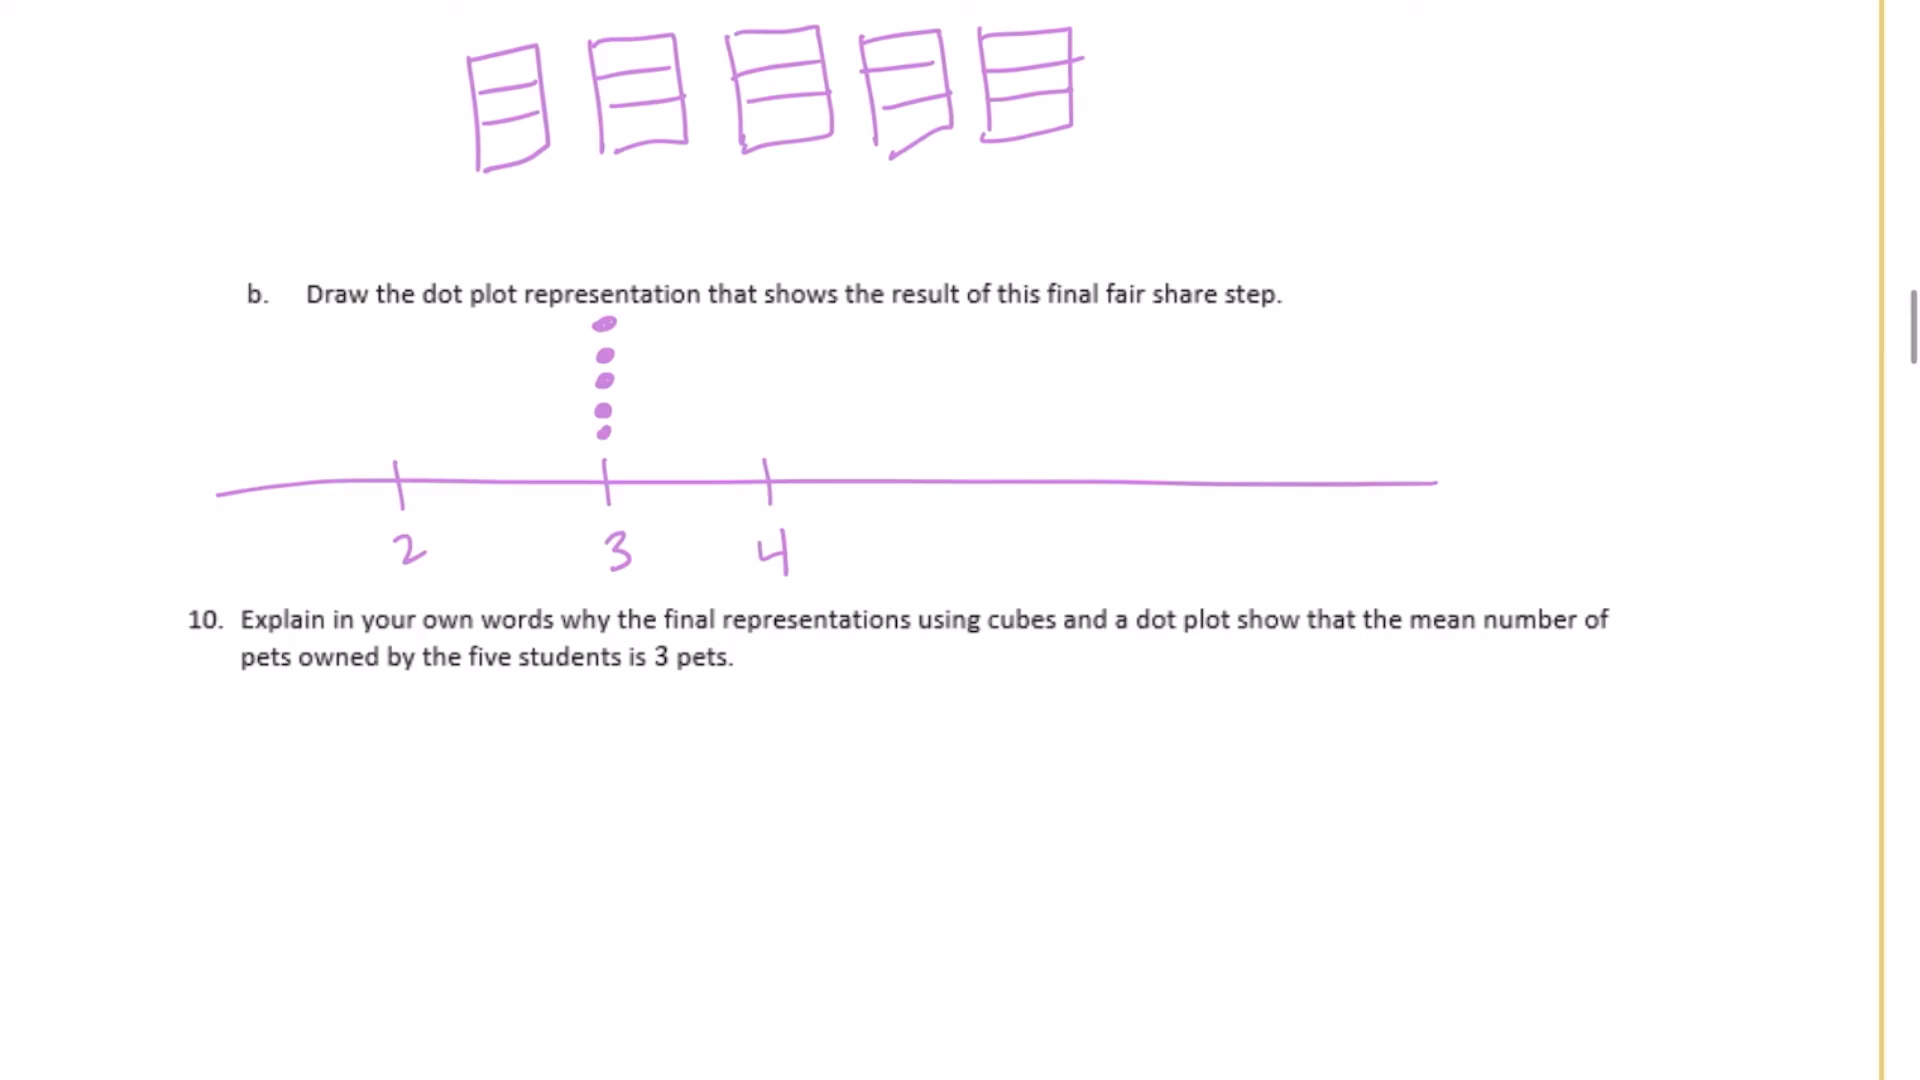 b. Draw the dot plot representation that shows the result of this final fair share step.
2 3 4
10. Explain in your own words why the final representations using cubes and a dot plot show that the mean number of
pets owned by the five students is 3 pets.